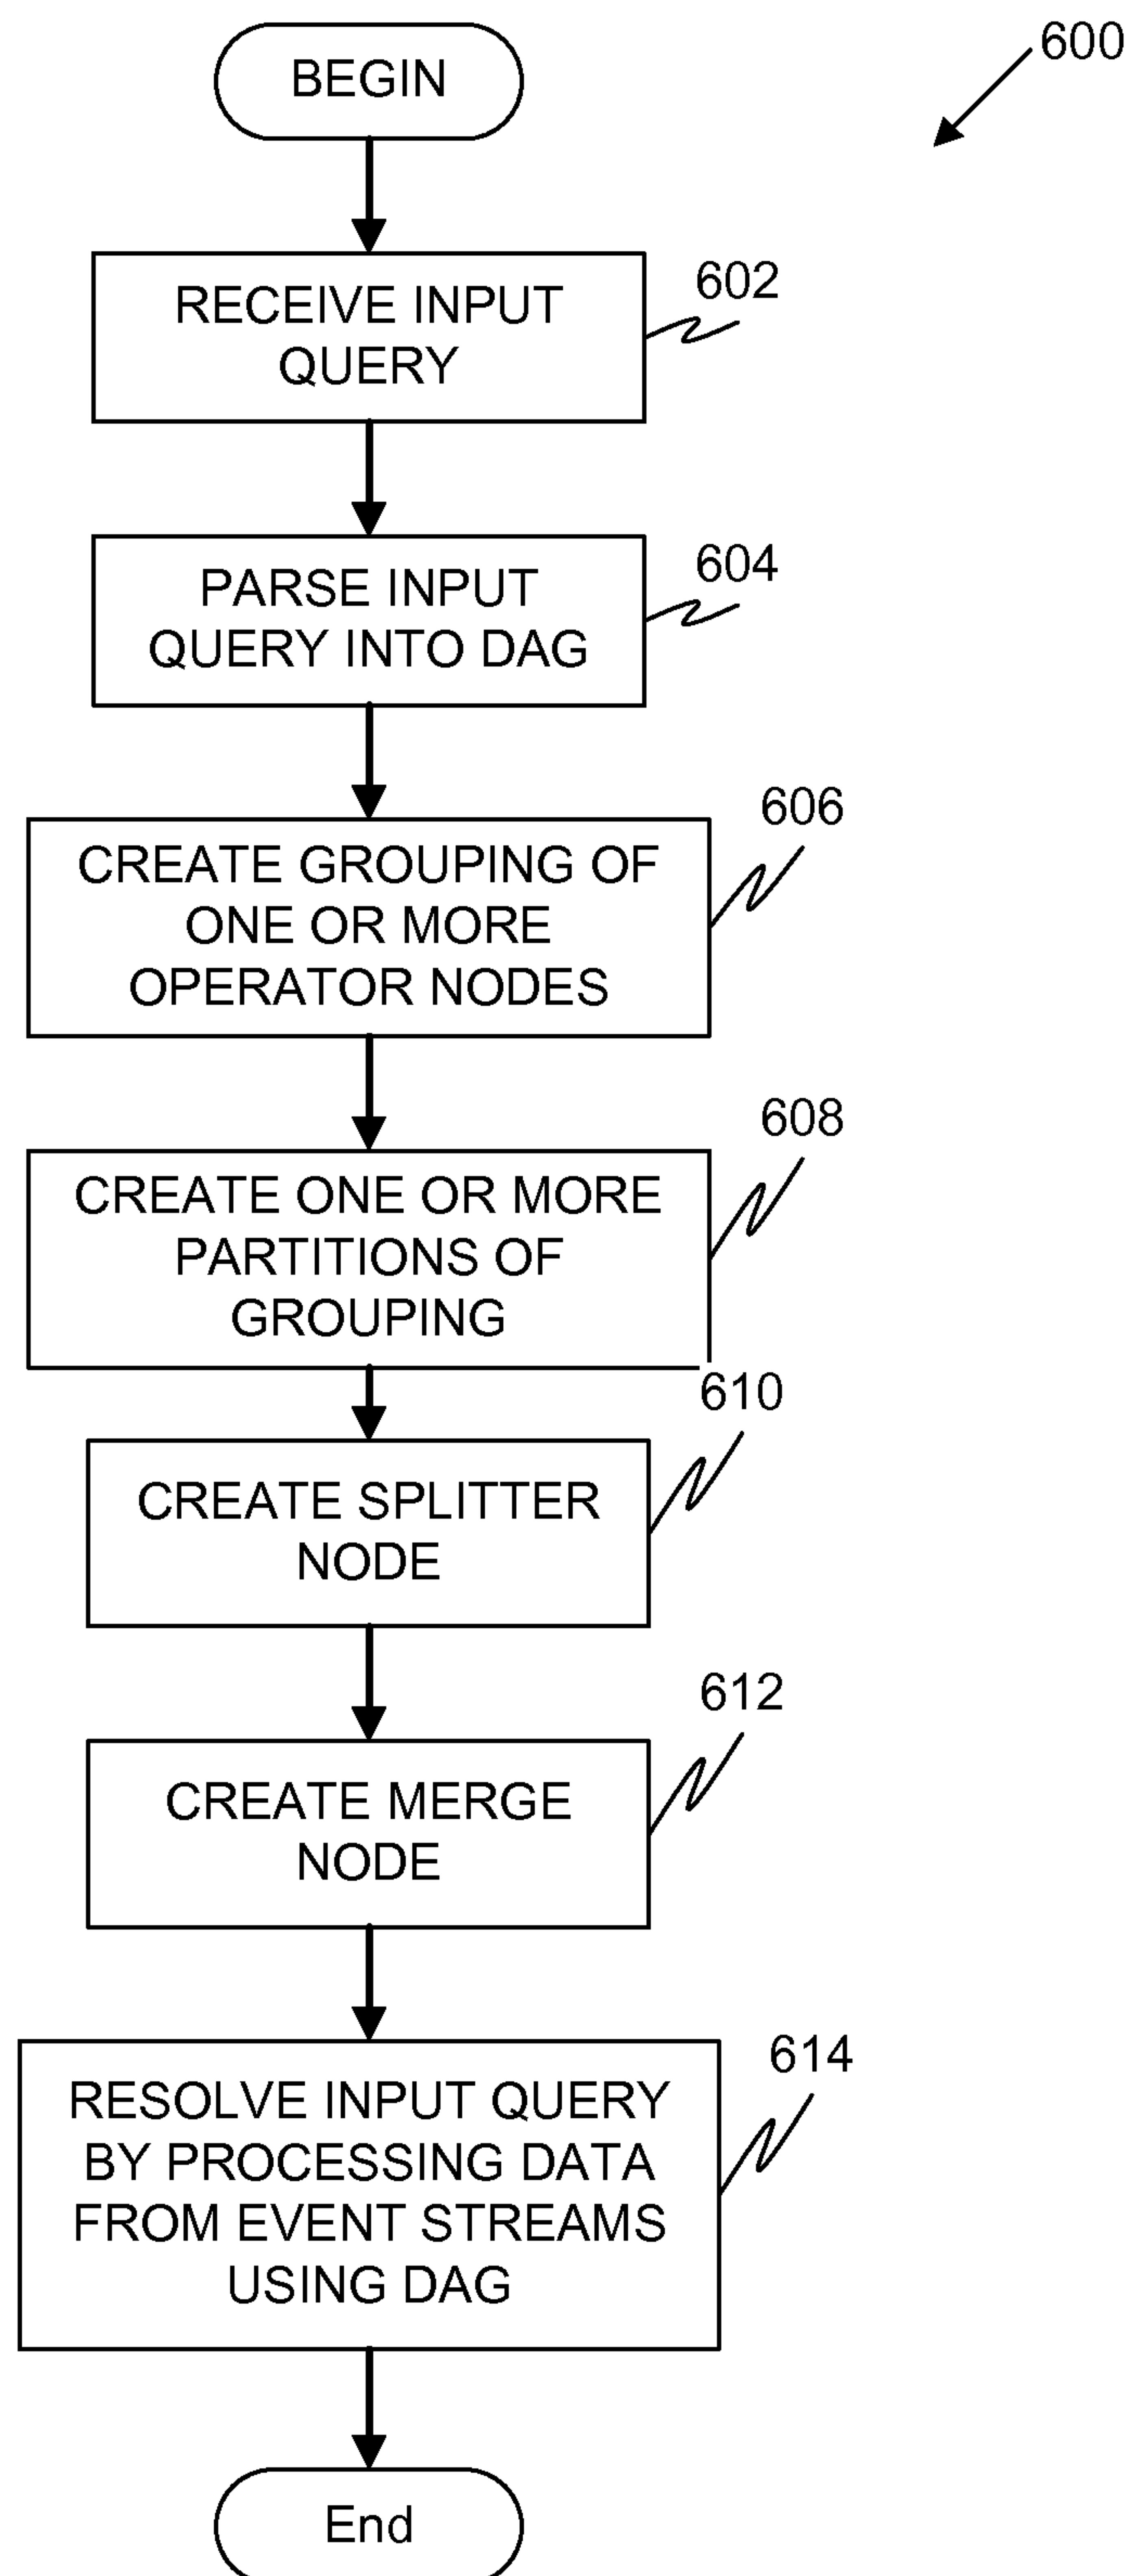 BEGIN
600
RECEIVE INPUT
QUERY
602
PARSE INPUT
QUERY INTO DAG
604
CREATE GROUPING OF
ONE OR MORE
OPERATOR NODES
606
CREATE ONE OR MORE
PARTITIONS OF
GROUPING
608
CREATE SPLITTER
NODE
610
CREATE MERGE
NODE
612
RESOLVE INPUT QUERY
BY PROCESSING DATA
FROM EVENT STREAMS
USING DAG
614
End